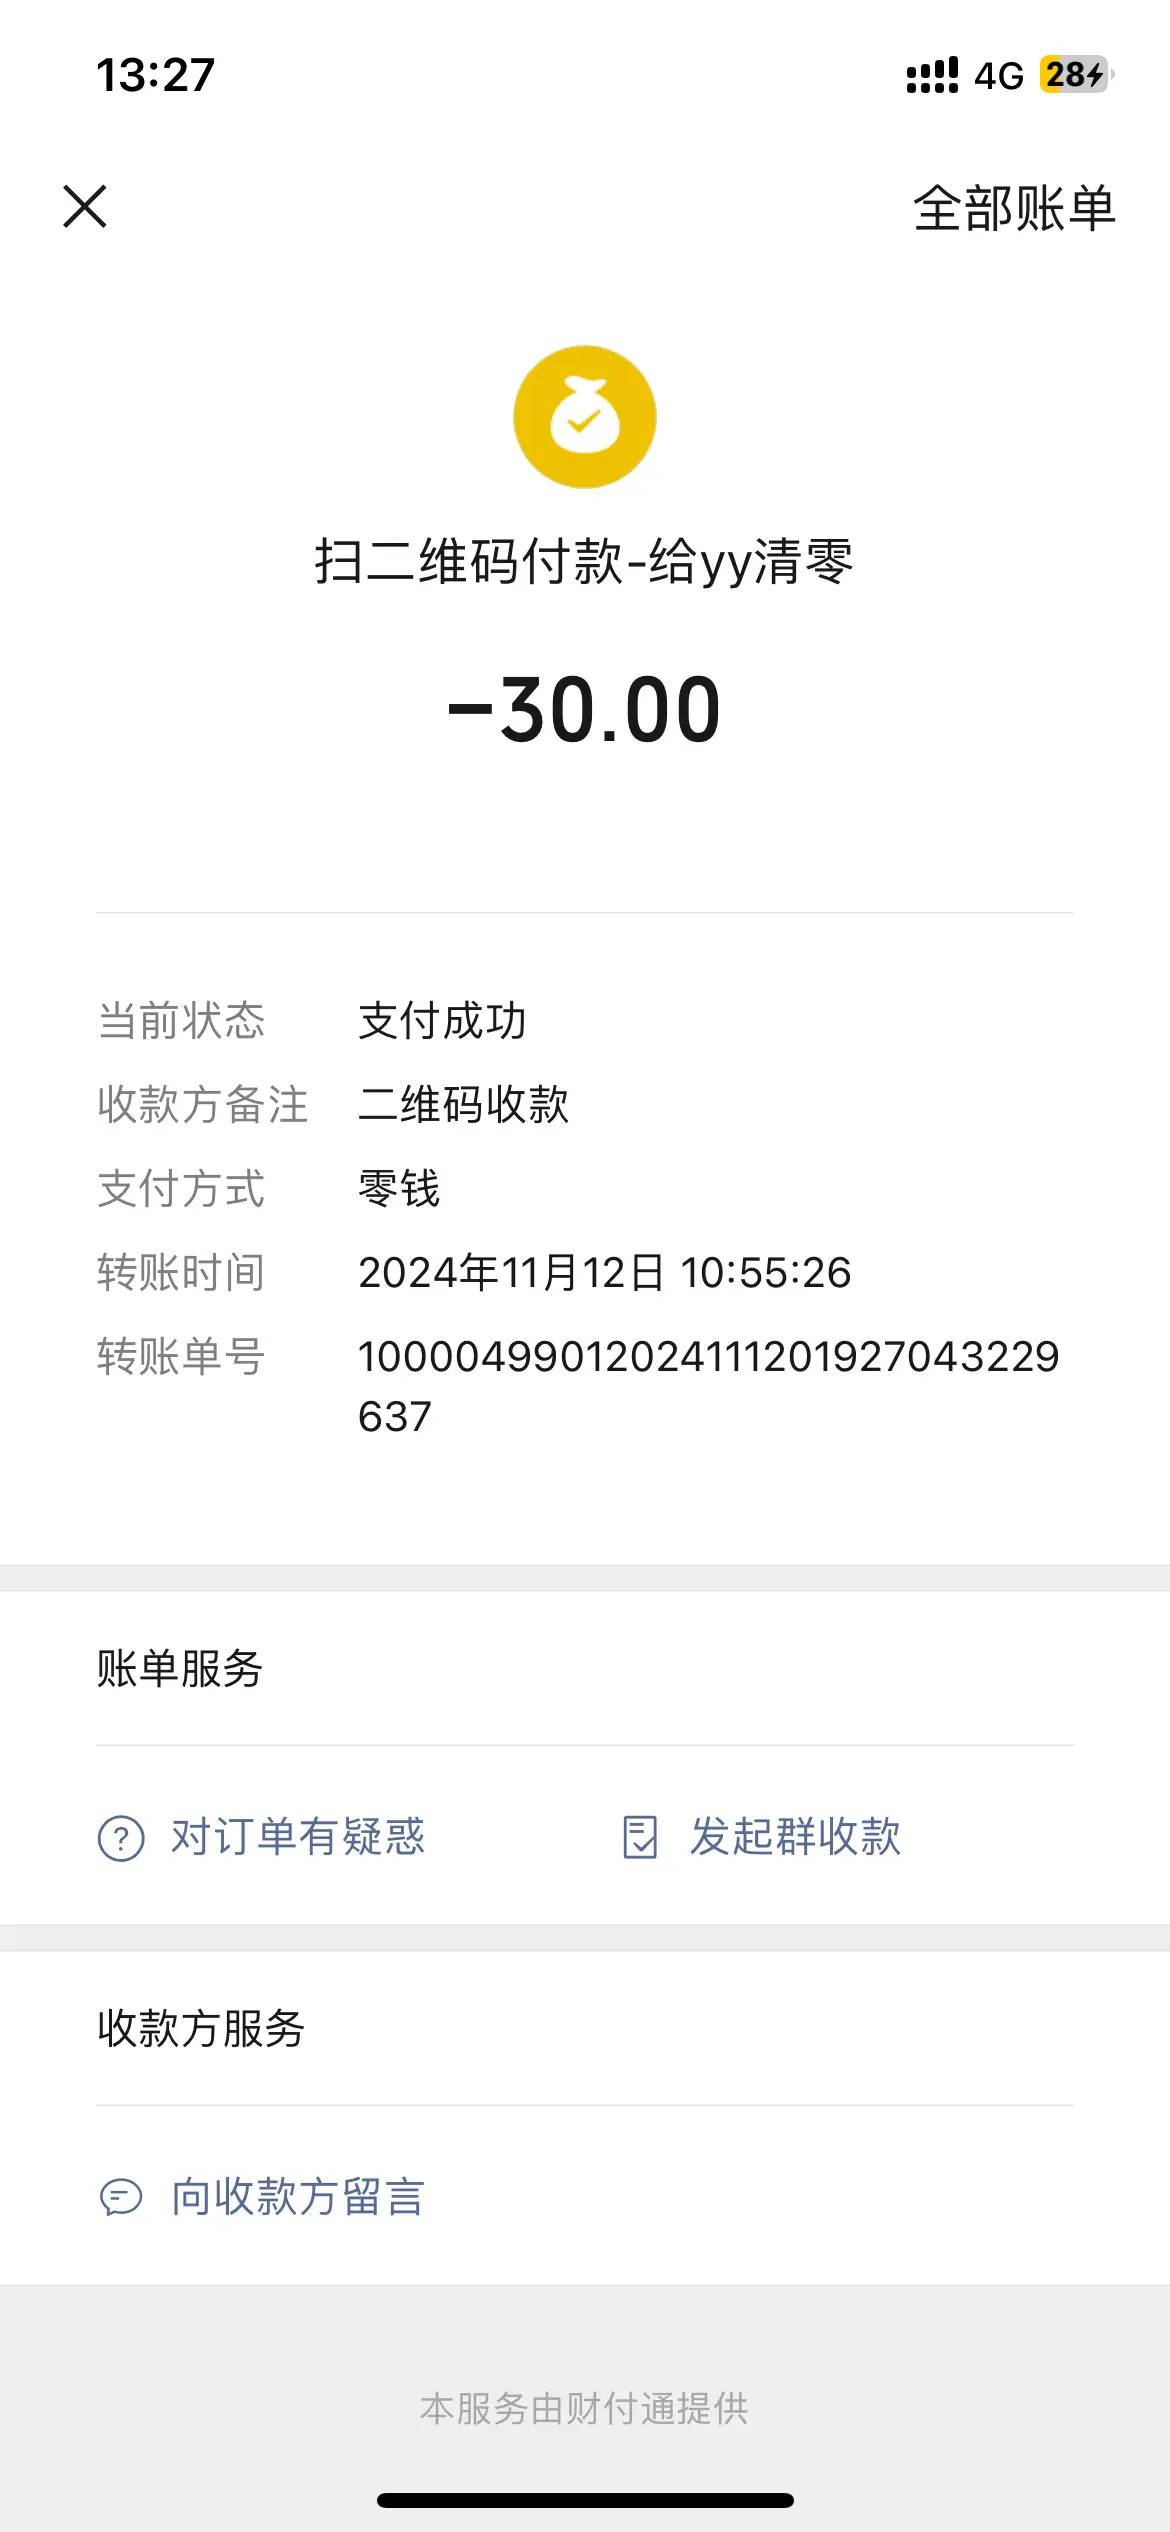 13:27
4G 28
全部账单
扫二维码付款-给yy清零
-30.00
当前状态 支付成功
收款方备注 二维码收款
支付方式 零钱
转账时间 2024年11月12日 10:55:26
转账单号 1000049901202411120192704322​9
637
账单服务
对订单有疑惑 发起群收款
收款方服务
向收款方留言
本服务由财付通提供